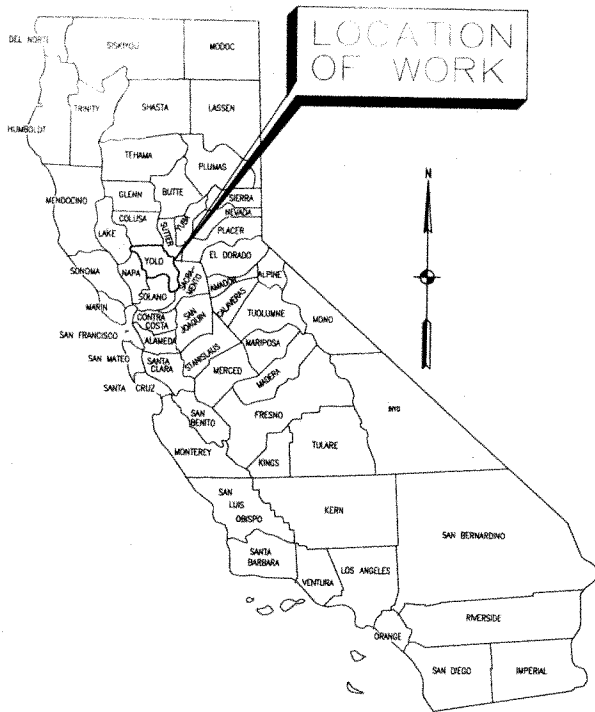 LOCATION
OF WORK
DEL NORTE
SISKIYOU
MODOC
TRINITY
SHASTA
LASSEN
HUMBOLDT
TEHAMA
PLUMAS
MENDOCINO
GLENN
BUTTE
SIERRA
NEVADA
COLUSA
SUTTER
YUBA
PLACER
LAKE
YOLO
EL DORADO
SONOMA
NAPA
SACRA-
MENTO
ALPINE
AMADOR
SOLANO
CALAVERAS
MARIN
CONTRA
COSTA
SAN
JOAQUIN
TUOLUMNE
MONO
SAN FRANCISCO
ALAMEDA
SAN MATEO
SANTA
CLARA
STANISLAUS
MARIPOSA
MERCED
MADERA
SANTA CRUZ
SAN
BENITO
FRESNO
INYO
MONTEREY
KINGS
TULARE
SAN
LUIS
OBISPO
KERN
SAN BERNARDINO
SANTA
BARBARA
VENTURA
LOS ANGELES
RIVERSIDE
ORANGE
SAN DIEGO
IMPERIAL
N